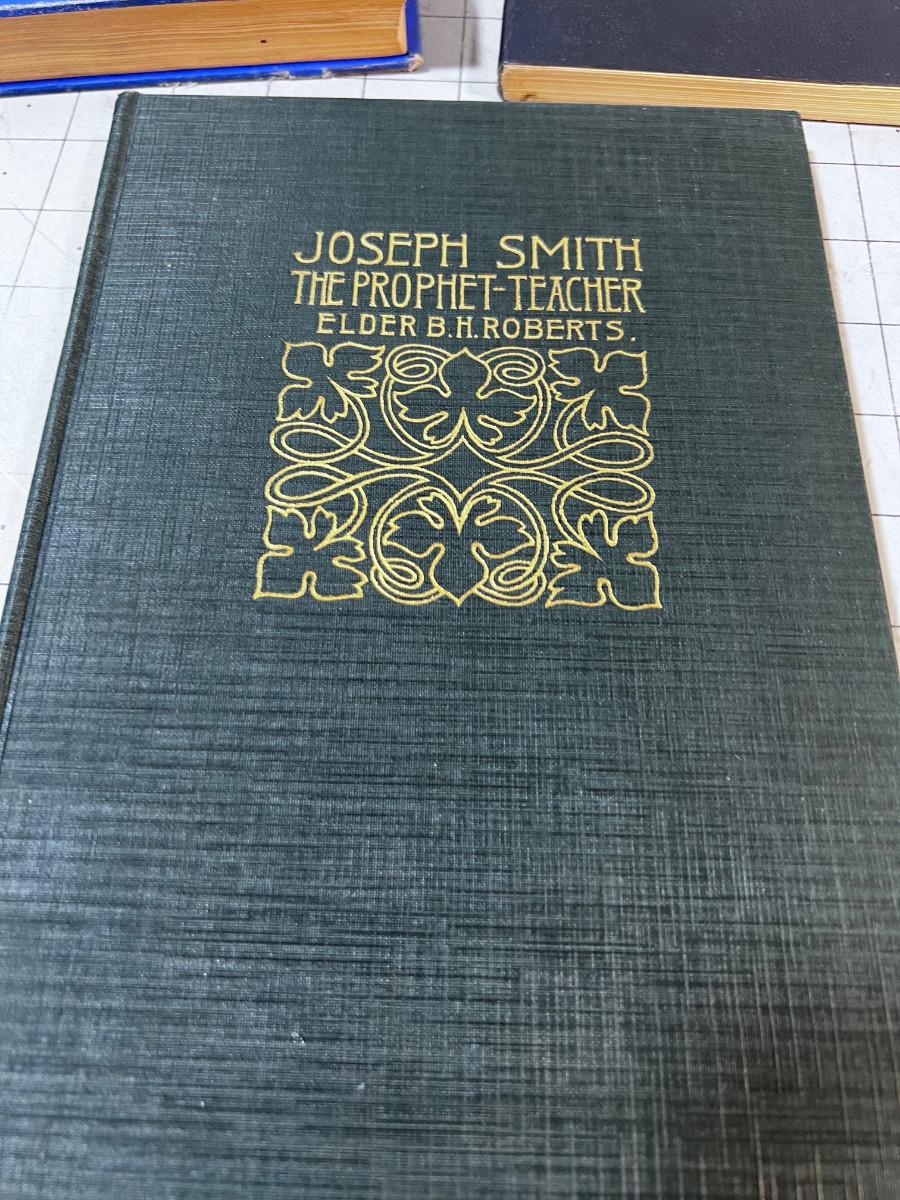 JOSEPH SMITH
THE PROPHET-TEACHER
ELDER B.H. ROBERTS.